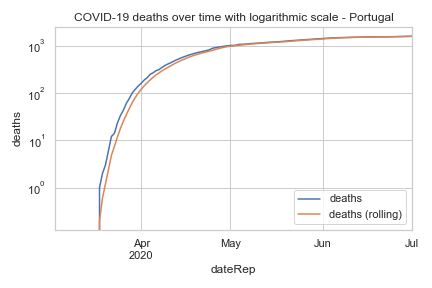 COVID-19 deaths over time with logarithmic scale - Portugal
deaths
10³
10²
10¹
10⁰
deaths
deaths (rolling)
Apr
2020
May
Jun
Jul
dateRep